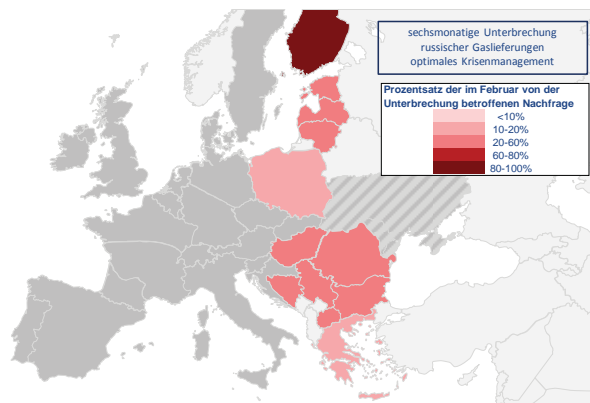 sechsmonatige Unterbrechung
russischer Gaslieferungen
optimales Krisenmanagement
Prozentsatz der im Februar von der
Unterbrechung betroffenen Nachfrage
<10%
10-20%
20-60%
60-80%
80-100%